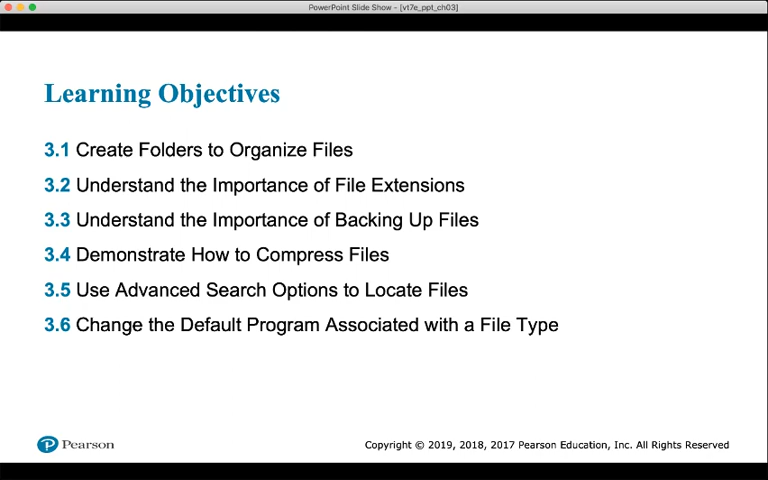 PowerPoint Slide Show - [vt7e_ppt_ch03]
Learning Objectives
3.1 Create Folders to Organize Files
3.2 Understand the Importance of File Extensions
3.3 Understand the Importance of Backing Up Files
3.4 Demonstrate How to Compress Files
3.5 Use Advanced Search Options to Locate Files
3.6 Change the Default Program Associated with a File Type
P Pearson
Copyright © 2019, 2018, 2017 Pearson Education, Inc. All Rights Reserved